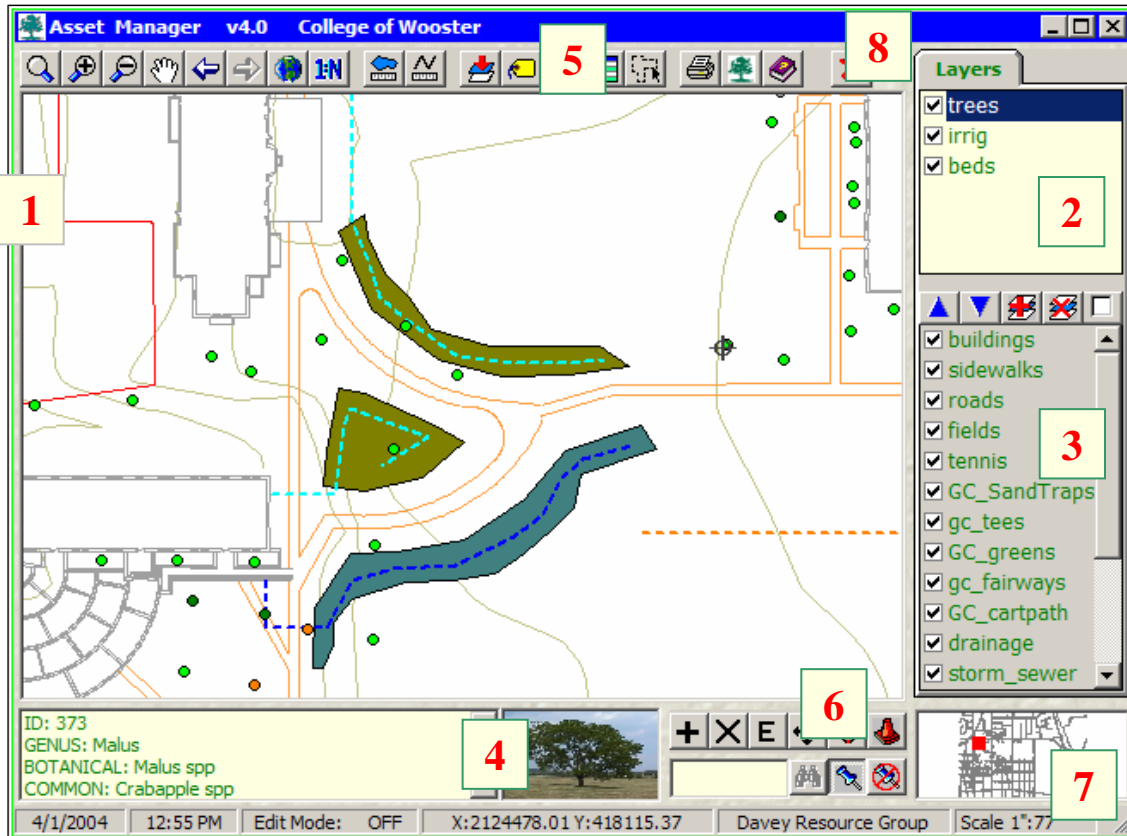 Asset Manager v4.0 College of Wooster
5
8
1:N
Layers
trees
irrig
beds
1
2
buildings
sidewalks
roads
fields
3
tennis
GC_SandTraps
gc_tees
GC_greens
gc_fairways
GC_cartpath
drainage
storm_sewer
ID: 373
GENUS: Malus
BOTANICAL: Malus spp
COMMON: Crabapple spp
4
6
E
7
4/1/2004 12:55 PM Edit Mode: OFF X:2124478.01 Y:418115.37 Davey Resource Group Scale 1":77